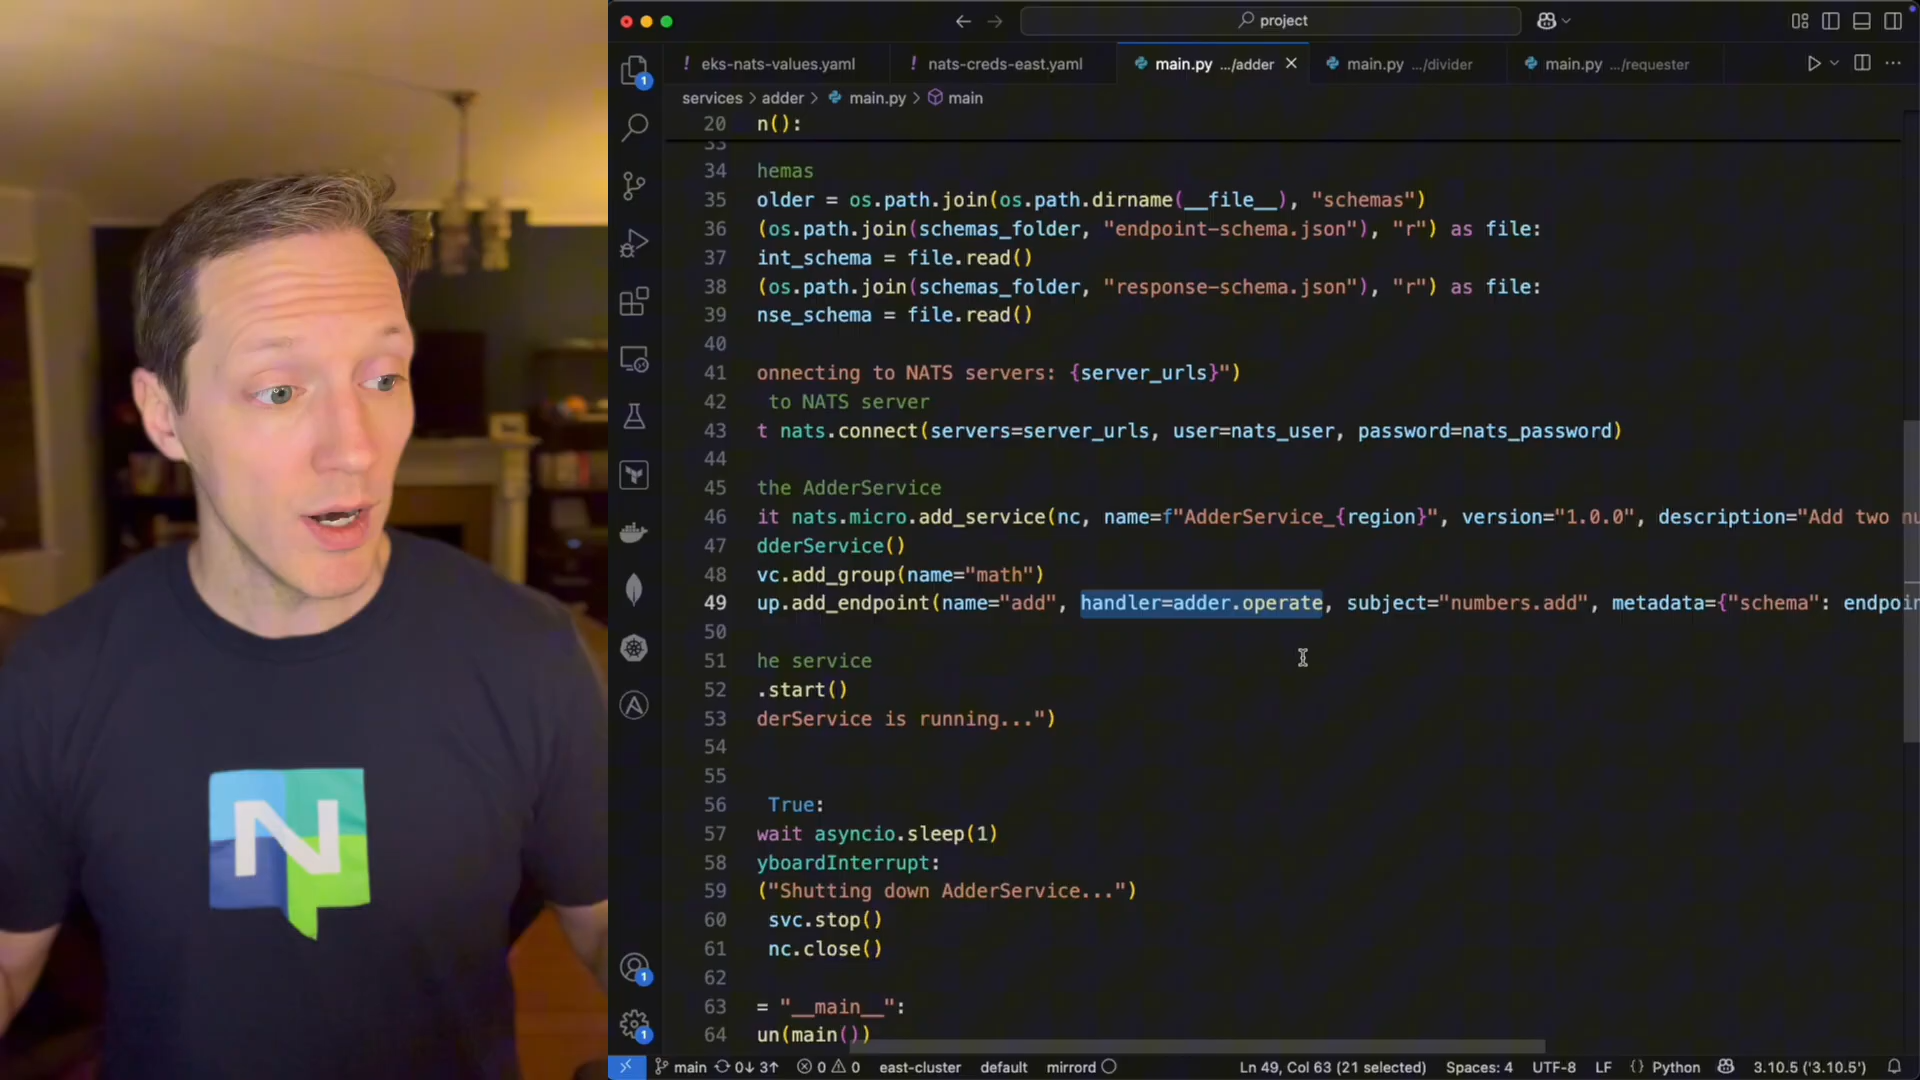 project
eks-nats-values.yaml
nats-creds-east.yaml
main.py .../adder
main.py .../divider
main.py .../requester
services > adder > main.py > main
20 n():
33
34 hemas
35 older = os.path.join(os.path.dirname(__file__), "schemas")
36 (os.path.join(schemas_folder, "endpoint-schema.json"), "r") as file:
37 int_schema = file.read()
38 (os.path.join(schemas_folder, "response-schema.json"), "r") as file:
39 nse_schema = file.read()
40
41 onnecting to NATS servers: {server_urls}")
42 to NATS server
43 t nats.connect(servers=server_urls, user=nats_user, password=nats_password)
44
45 the AdderService
46 it nats.micro.add_service(nc, name=f"AdderService_{region}", version="1.0.0", description="Add two nu
47 dderService()
48 vc.add_group(name="math")
49 up.add_endpoint(name="add", handler=adder.operate, subject="numbers.add", metadata={"schema": endpoin
50
51 he service
52 .start()
53 derService is running...")
54
55
56 True:
57 wait asyncio.sleep(1)
58 yboardInterrupt:
59 ("Shutting down AdderService...")
60 svc.stop()
61 nc.close()
62
63 = "__main__":
64 un(main())
N
1
1
1
main 0↓ 3↑ 0 0 east-cluster default mirrord Ln 49, Col 63 (21 selected) Spaces: 4 UTF-8 LF {} Python 3.10.5 ('3.10.5')